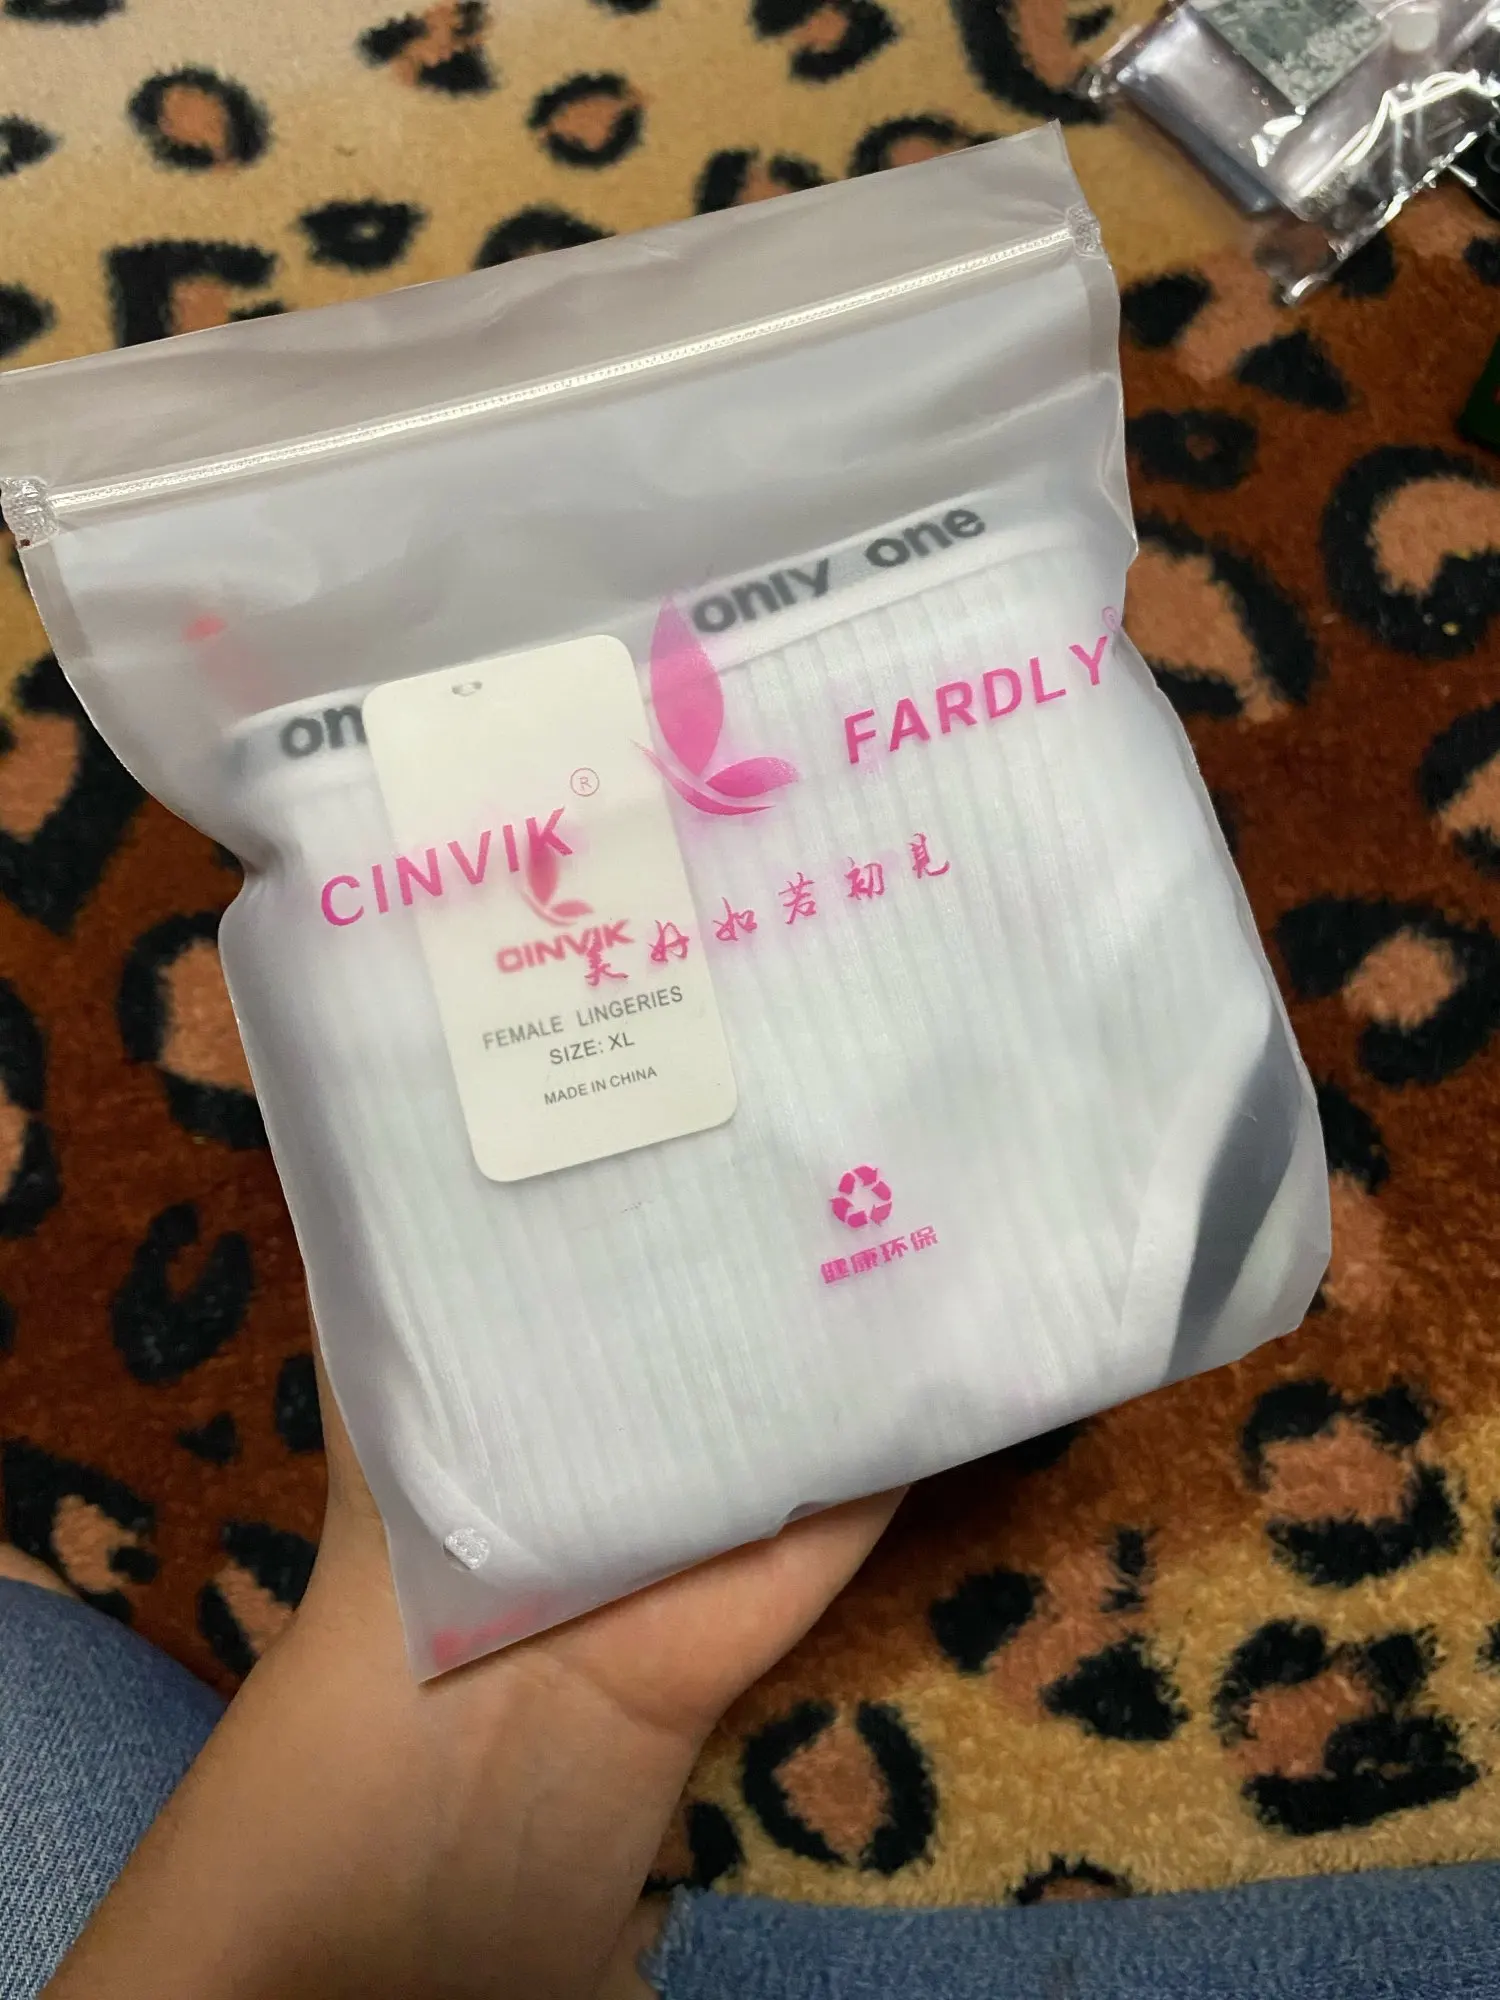 only one
on
FARDLY®
CINVIK®
美好如若初見
CINVIK
FEMALE LINGERIES
SIZE: XL
MADE IN CHINA
健康环保